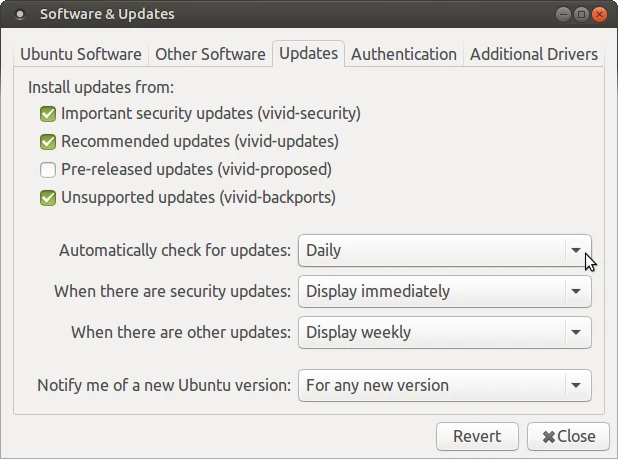 Software & Updates
Ubuntu Software Other Software Updates Authentication Additional Drivers
Install updates from:
Important security updates (vivid-security)
Recommended updates (vivid-updates)
Pre-released updates (vivid-proposed)
Unsupported updates (vivid-backports)
Automatically check for updates: Daily
When there are security updates: Display immediately
When there are other updates: Display weekly
Notify me of a new Ubuntu version: For any new version
Revert Close